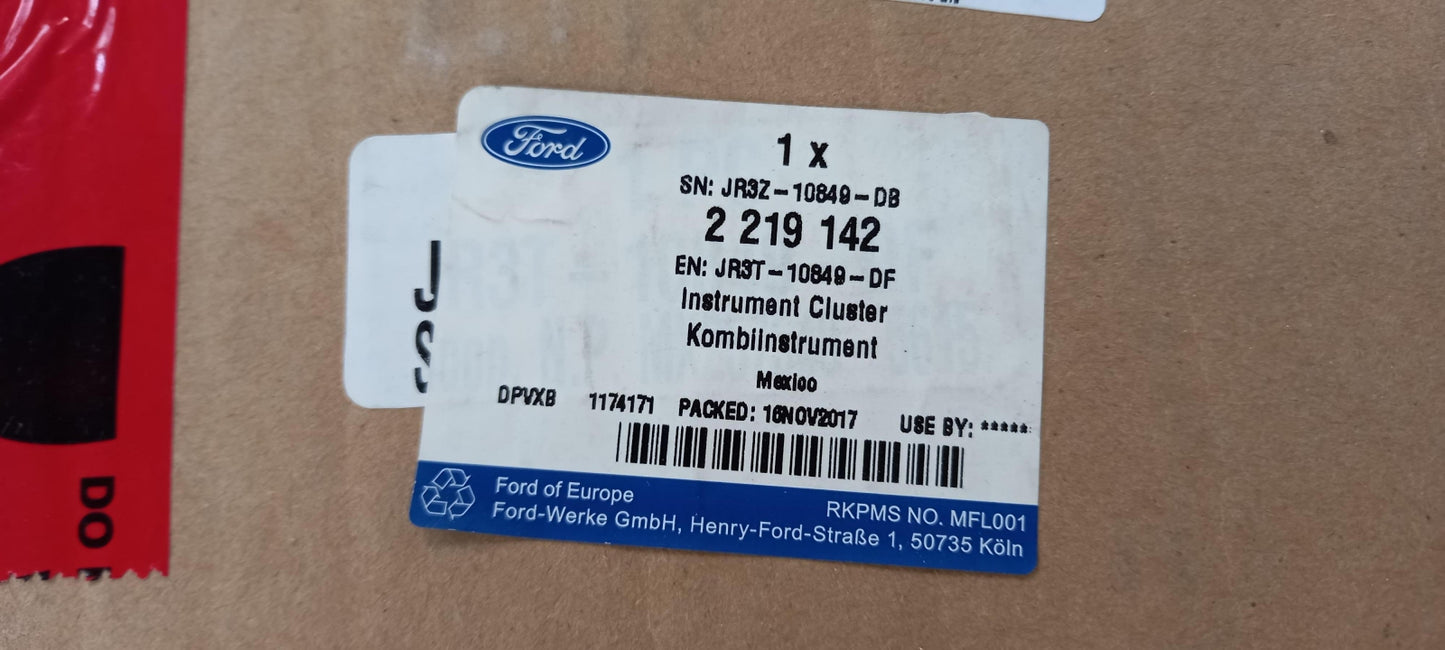 Ford
1 x
SN: JR3Z-10849-DB
2 219 142
EN: JR3T-10849-DF
Instrument Cluster
Kombiinstrument
Mexico
DPVXB 1174171 PACKED: 16NOV2017 USE BY: *****
Ford of Europe RKPMS NO. MFL001
Ford-Werke GmbH, Henry-Ford-Straße 1, 50735 Köln
J
S
DO